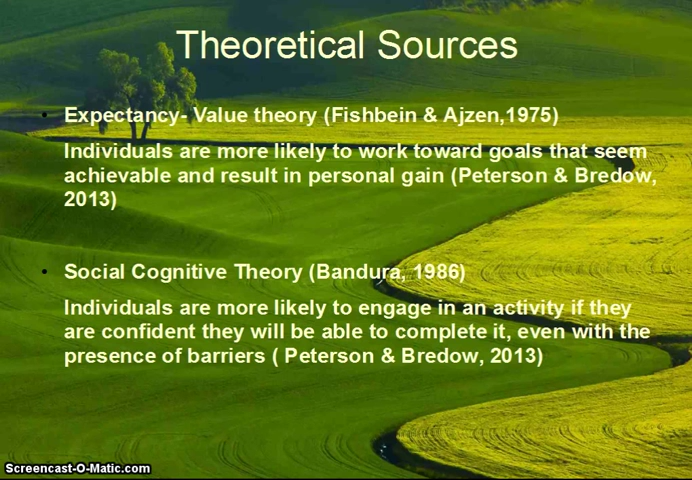 Theoretical Sources
• Expectancy- Value theory (Fishbein & Ajzen,1975)
Individuals are more likely to work toward goals that seem
achievable and result in personal gain (Peterson & Bredow,
2013)
• Social Cognitive Theory (Bandura, 1986)
Individuals are more likely to engage in an activity if they
are confident they will be able to complete it, even with the
presence of barriers ( Peterson & Bredow, 2013)
Screencast-O-Matic.com